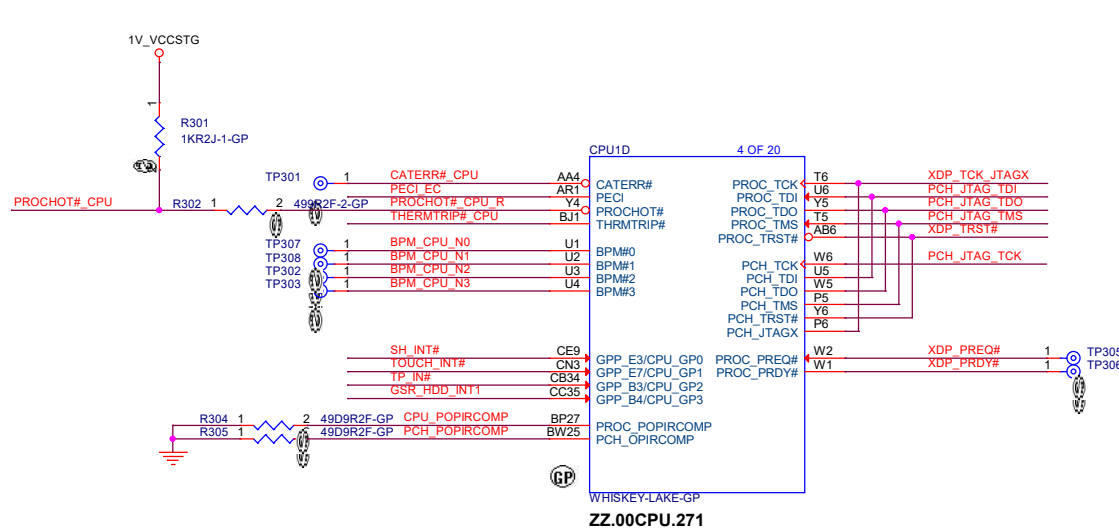 1V_VCCSTG
1
R301
1KR2J-1-GP
2
PROCHOT#_CPU
R302 1 2 499R2F-2-GP
TP301 1 CATERR#_CPU AA4
PECI_EC AR1
PROCHOT#_CPU_R Y4
THERMTRIP#_CPU BJ1
TP307 1 BPM_CPU_N0 U1
TP308 1 BPM_CPU_N1 U2
TP302 1 BPM_CPU_N2 U3
TP303 1 BPM_CPU_N3 U4
SH_INT# CE9
TOUCH_INT# CN3
TP_IN# CB34
GSR_HDD_INT1 CC35
R304 1 2 49D9R2F-GP CPU_POPIRCOMP BP27
R305 1 49D9R2F-GP PCH_POPIRCOMP BW25
CPU1D 4 OF 20
CATERR#
PECI
PROCHOT#
THRMTRIP#
BPM#0
BPM#1
BPM#2
BPM#3
GPP_E3/CPU_GP0
GPP_E7/CPU_GP1
GPP_B3/CPU_GP2
GPP_B4/CPU_GP3
PROC_POPIRCOMP
PCH_OPIRCOMP
PROC_TCK T6 XDP_TCK_JTAGX
PROC_TDI U6 PCH_JTAG_TDI
PROC_TDO Y5 PCH_JTAG_TDO
PROC_TMS T5 PCH_JTAG_TMS
PROC_TRST# AB6 XDP_TRST#
PCH_TCK W6 PCH_JTAG_TCK
PCH_TDI U5
PCH_TDO W5
PCH_TMS P5
PCH_TRST# Y6
PCH_JTAGX P6
PROC_PREQ# W2 XDP_PREQ# 1 TP305
PROC_PRDY# W1 XDP_PRDY# 1 TP306
GP
WHISKEY-LAKE-GP
ZZ.00CPU.271